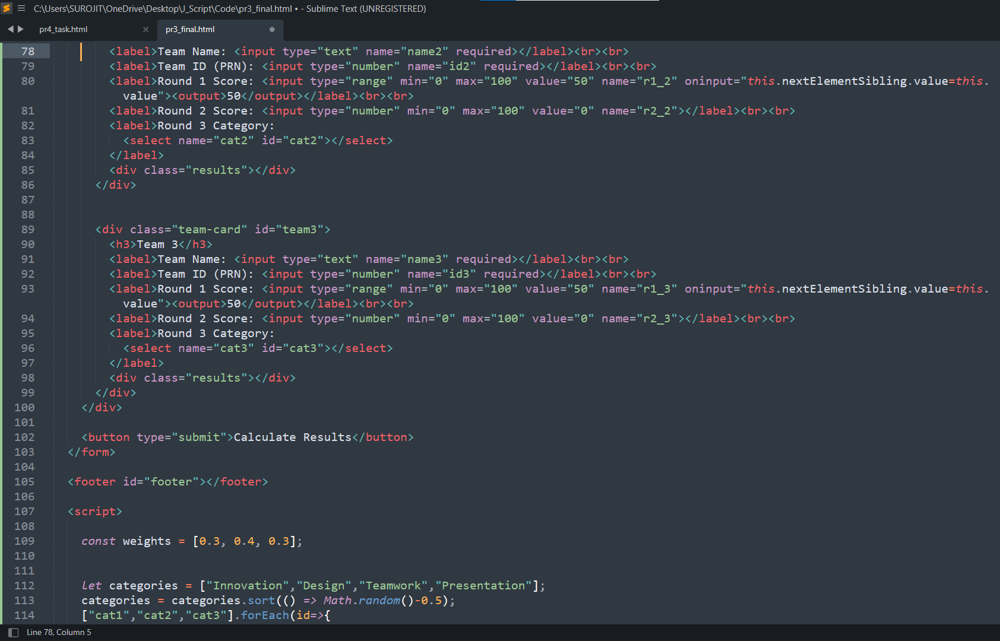 C:\Users\SUROJIT\OneDrive\Desktop\J_Script\Code\pr3_final.html • - Sublime Text (UNREGISTERED)
pr4_task.html
pr3_final.html
78 <label>Team Name: <input type="text" name="name2" required></label><br><br>
79 <label>Team ID (PRN): <input type="number" name="id2" required></label><br><br>
80 <label>Round 1 Score: <input type="range" min="0" max="100" value="50" name="r1_2" oninput="this.nextElementSibling.value=this.
value"><output>50</output></label><br><br>
81 <label>Round 2 Score: <input type="number" min="0" max="100" value="0" name="r2_2"></label><br><br>
82 <label>Round 3 Category:
83 <select name="cat2" id="cat2"></select>
84 </label>
85 <div class="results"></div>
86 </div>
87
88
89 <div class="team-card" id="team3">
90 <h3>Team 3</h3>
91 <label>Team Name: <input type="text" name="name3" required></label><br><br>
92 <label>Team ID (PRN): <input type="number" name="id3" required></label><br><br>
93 <label>Round 1 Score: <input type="range" min="0" max="100" value="50" name="r1_3" oninput="this.nextElementSibling.value=this.
value"><output>50</output></label><br><br>
94 <label>Round 2 Score: <input type="number" min="0" max="100" value="0" name="r2_3"></label><br><br>
95 <label>Round 3 Category:
96 <select name="cat3" id="cat3"></select>
97 </label>
98 <div class="results"></div>
99 </div>
100 </div>
101
102 <button type="submit">Calculate Results</button>
103 </form>
104
105 <footer id="footer"></footer>
106
107 <script>
108
109 const weights = [0.3, 0.4, 0.3];
110
111
112 let categories = ["Innovation","Design","Teamwork","Presentation"];
113 categories = categories.sort(() => Math.random()-0.5);
114 ["cat1","cat2","cat3"].forEach(id=>{
Line 78, Column 5